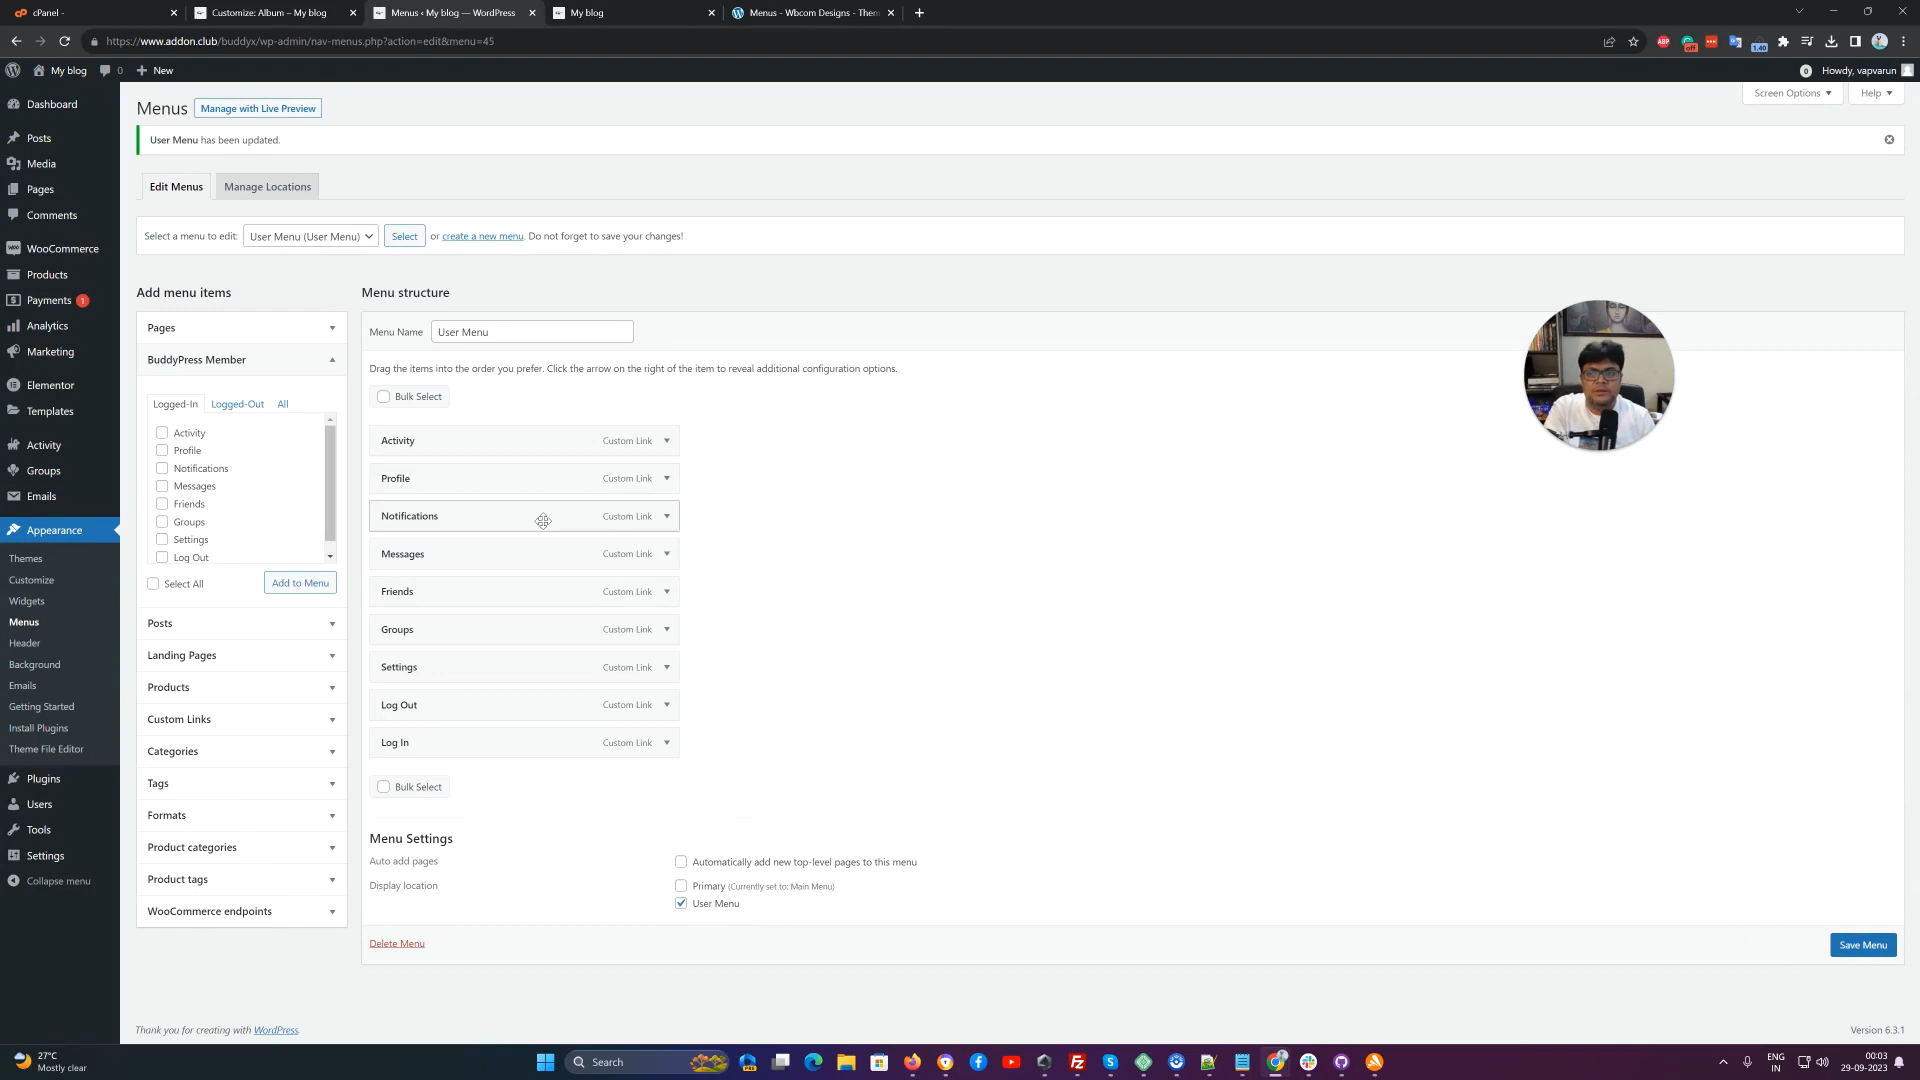 cPanel -
Customize: Album – My blog
Menus ‹ My blog — WordPress
My blog
Menus - Wbcom Designs - Then
https://www.addon.club/buddyx/wp-admin/nav-menus.php?action=edit&menu=45
ABP
off
1.40
My blog
0
New
0
Howdy, vapvarun
Dashboard
Posts
Media
Pages
Comments
WooCommerce
Products
Payments 1
Analytics
Marketing
Elementor
Templates
Activity
Groups
Emails
Appearance
Themes
Customize
Widgets
Menus
Header
Background
Emails
Getting Started
Install Plugins
Theme File Editor
Plugins
Users
Tools
Settings
Collapse menu
Screen Options
Help
Menus
Manage with Live Preview
User Menu has been updated.
Edit Menus
Manage Locations
Select a menu to edit: User Menu (User Menu) Select or create a new menu. Do not forget to save your changes!
Add menu items
Pages
BuddyPress Member
Logged-In Logged-Out All
Activity
Profile
Notifications
Messages
Friends
Groups
Settings
Log Out
Select All
Add to Menu
Posts
Landing Pages
Products
Custom Links
Categories
Tags
Formats
Product categories
Product tags
WooCommerce endpoints
Menu structure
Menu Name User Menu
Drag the items into the order you prefer. Click the arrow on the right of the item to reveal additional configuration options.
Bulk Select
Activity Custom Link
Profile Custom Link
Notifications Custom Link
Messages Custom Link
Friends Custom Link
Groups Custom Link
Settings Custom Link
Log Out Custom Link
Log In Custom Link
Bulk Select
Menu Settings
Auto add pages
Automatically add new top-level pages to this menu
Display location
Primary (Currently set to: Main Menu)
User Menu
Delete Menu
Save Menu
Thank you for creating with WordPress.
Version 6.3.1
27°C
Mostly clear
Search
PRE
ENG
IN
00:03
29-09-2023